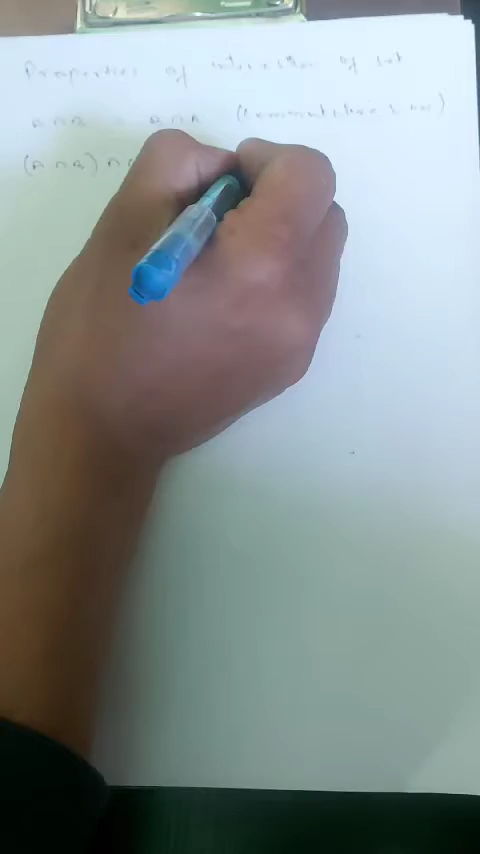 Properties of intersection of set
A ∩ B = B ∩ A (Commutative law)
(A ∩ B) ∩